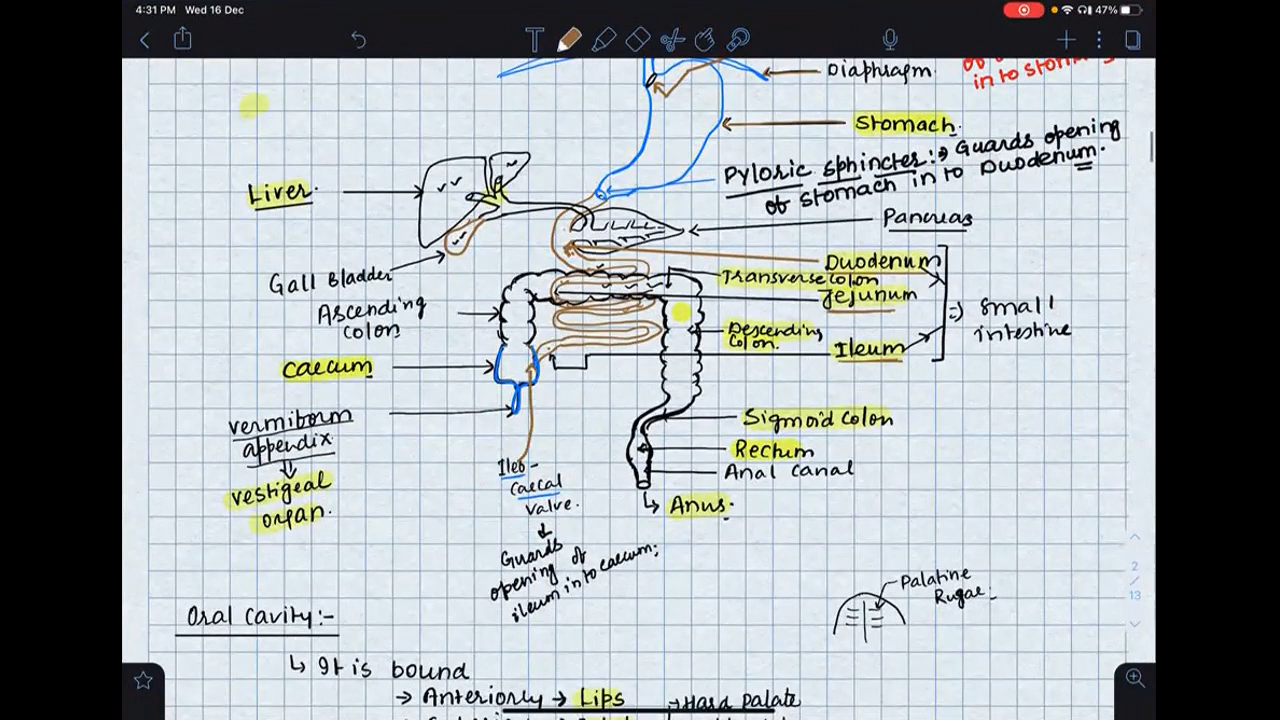 4:31 PM Wed 16 Dec
47%
Diaphragm.
in to stomac
Stomach.
Pyloric sphincter:→ Guards opening
of stomach in to Duodenum.
Liver.
Pancreas
Gall Bladder
Duodenum
Transverse colon
Jejunum
Small
intestine
Ascending
colon
Descending
colon.
Ileum
caecum
vermiform
appendix
vestigeal
organ.
Sigmoid colon
Rectum
Anal canal
Anus.
Ileo-
caecal
valve.
Guards
opening of
ileum in to caecum;
2
/
13
Palatine
Rugae:-
Oral cavity:-
↳ It is bound
→ Anteriorly → Lips
→Hard palate